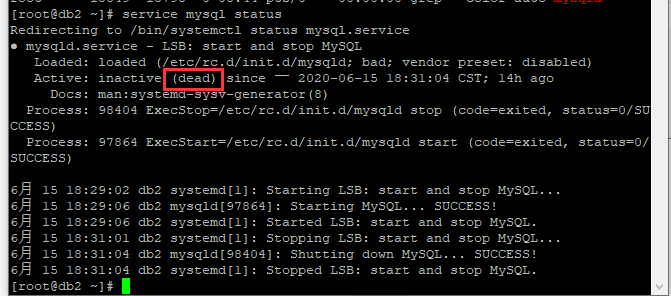 [root@db2 ~]# service mysql status
Redirecting to /bin/systemctl status mysql.service
● mysqld.service - LSB: start and stop MySQL
Loaded: loaded (/etc/rc.d/init.d/mysqld; bad; vendor preset: disabled)
Active: inactive (dead) since 一 2020-06-15 18:31:04 CST; 14h ago
Docs: man:systemd-sysv-generator(8)
Process: 98404 ExecStop=/etc/rc.d/init.d/mysqld stop (code=exited, status=0/SU
CCESS)
Process: 97864 ExecStart=/etc/rc.d/init.d/mysqld start (code=exited, status=0/
SUCCESS)
6月 15 18:29:02 db2 systemd[1]: Starting LSB: start and stop MySQL...
6月 15 18:29:06 db2 mysqld[97864]: Starting MySQL... SUCCESS!
6月 15 18:29:06 db2 systemd[1]: Started LSB: start and stop MySQL.
6月 15 18:31:01 db2 systemd[1]: Stopping LSB: start and stop MySQL...
6月 15 18:31:04 db2 mysqld[98404]: Shutting down MySQL... SUCCESS!
6月 15 18:31:04 db2 systemd[1]: Stopped LSB: start and stop MySQL.
[root@db2 ~]#